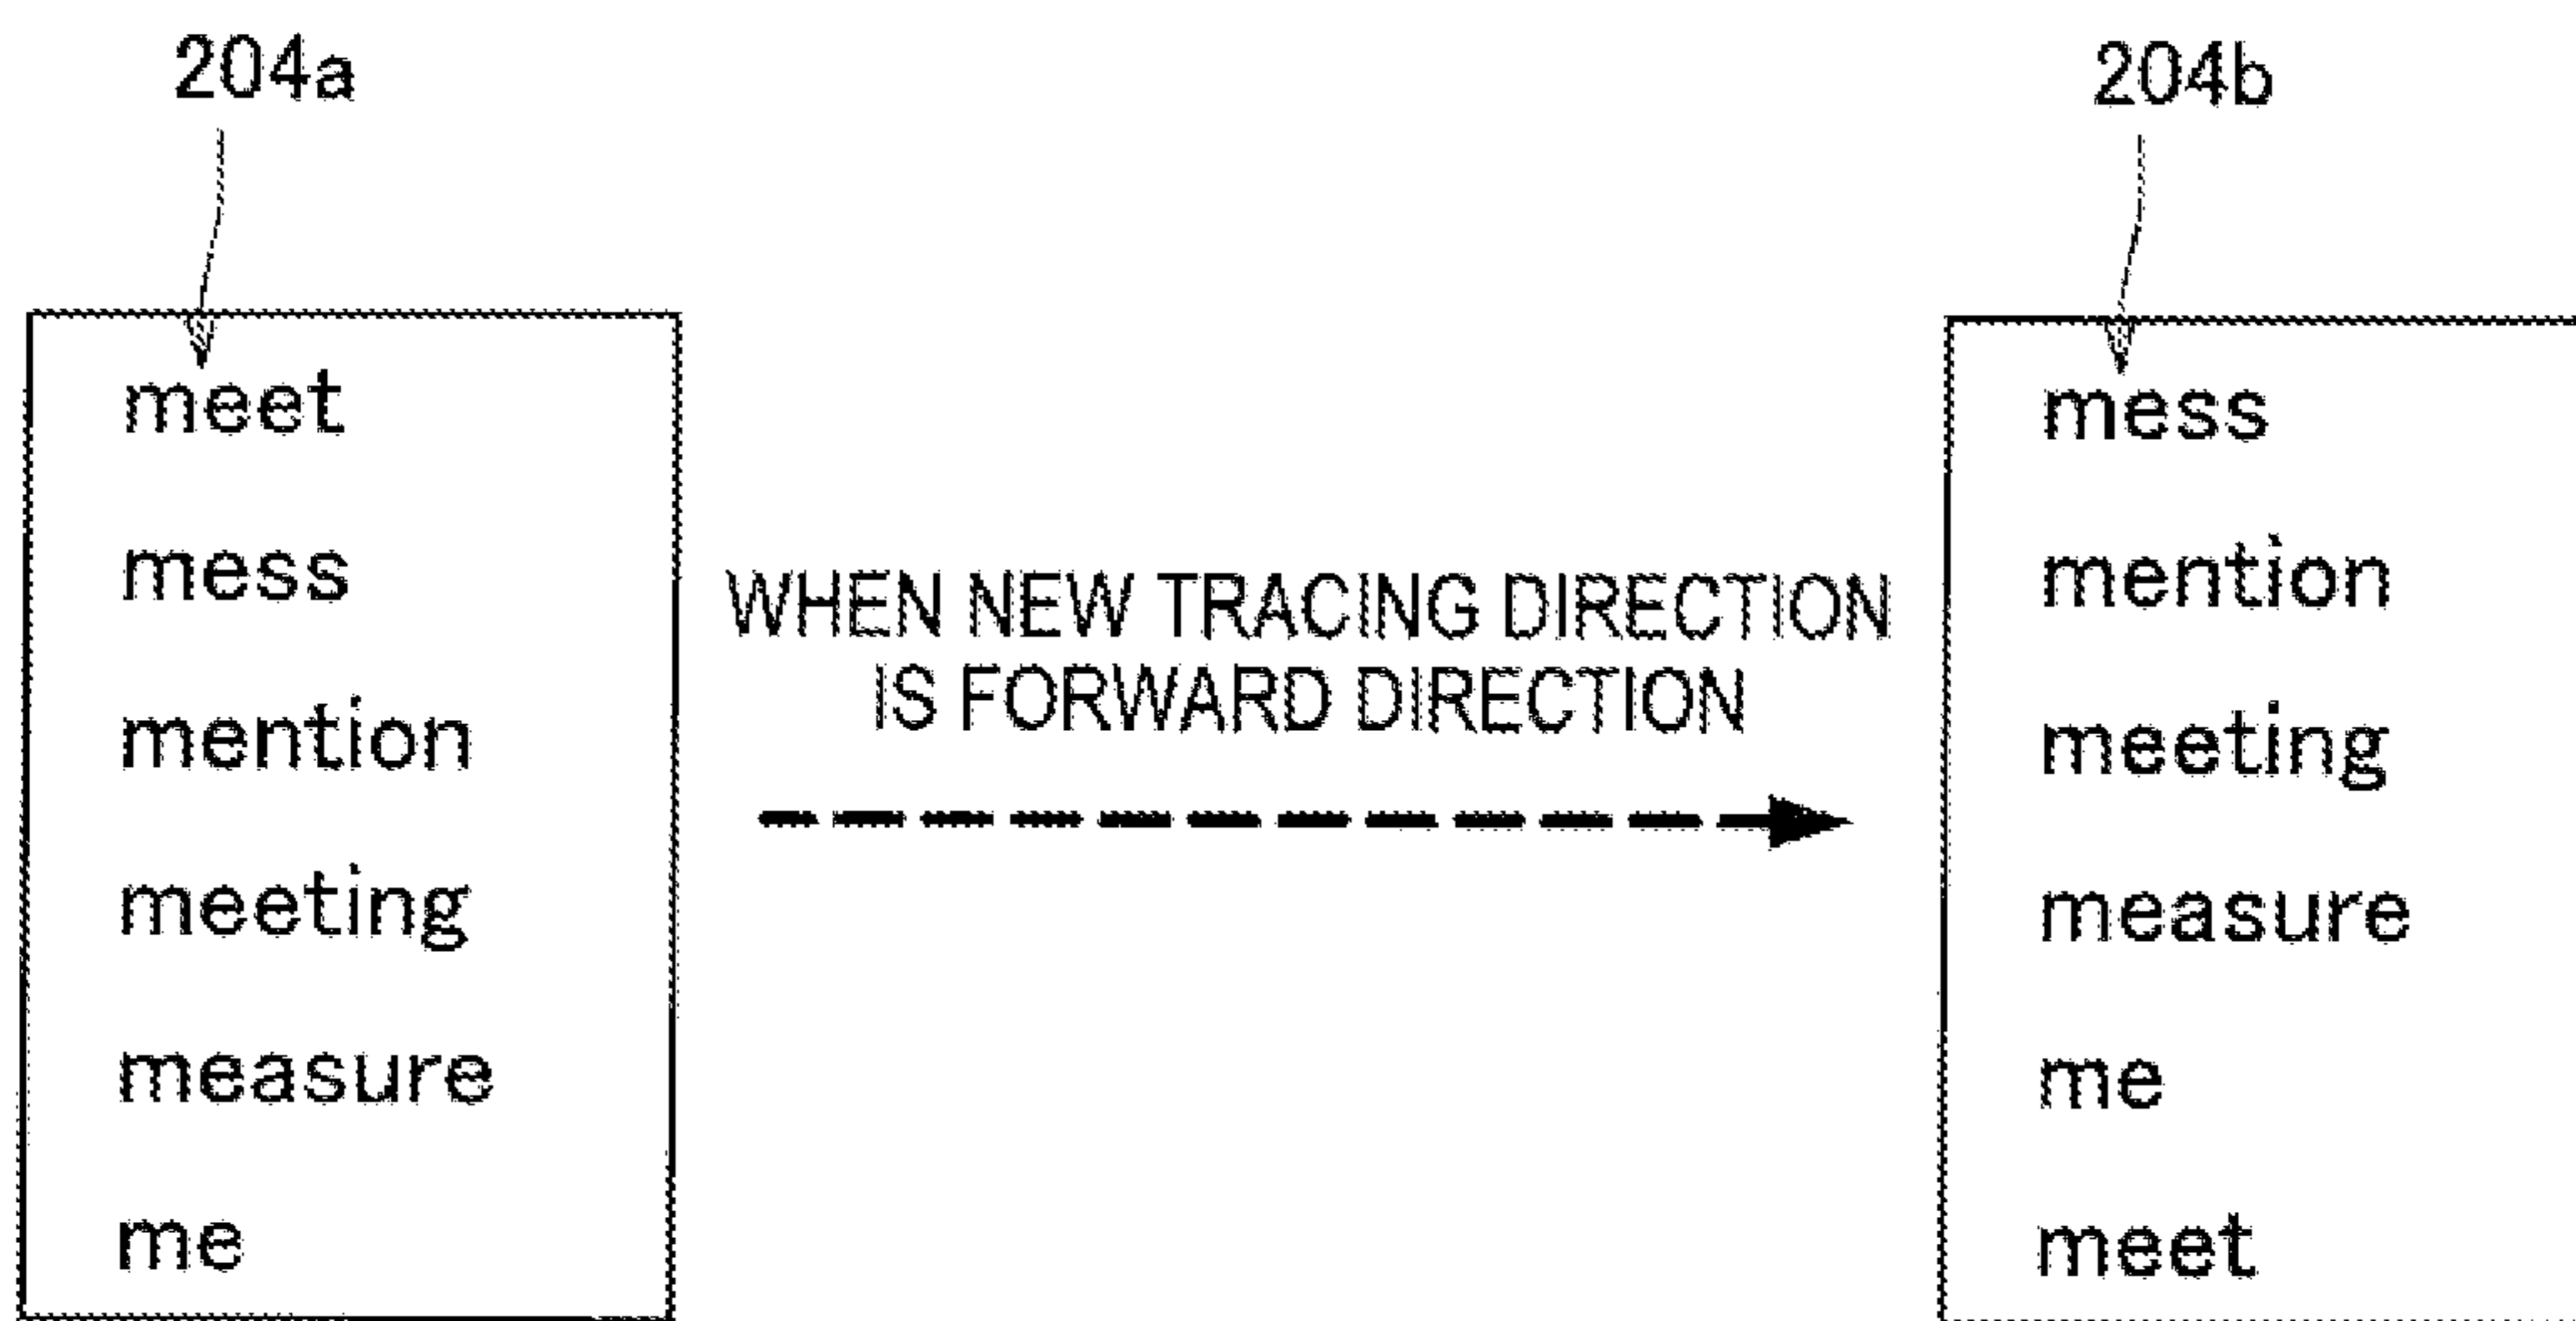 204a
204b
meet
mess
mention
meeting
measure
me
WHEN NEW TRACING DIRECTION
IS FORWARD DIRECTION
mess
mention
meeting
measure
me
meet